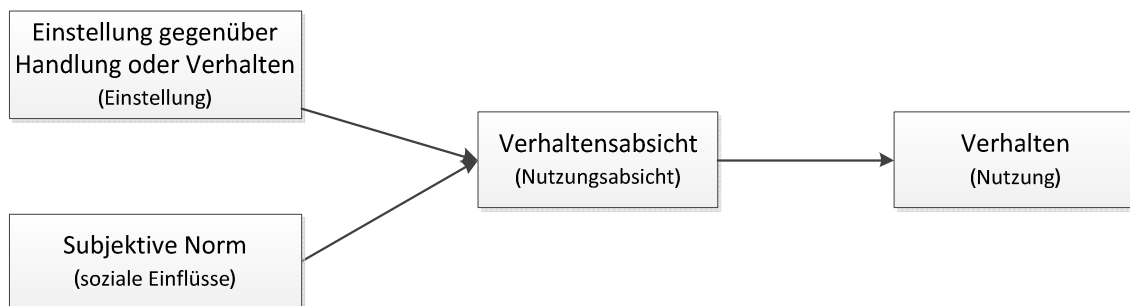 Einstellung gegenüber
Handlung oder Verhalten
(Einstellung)
Verhaltensabsicht
(Nutzungsabsicht)
Verhalten
(Nutzung)
Subjektive Norm
(soziale Einflüsse)